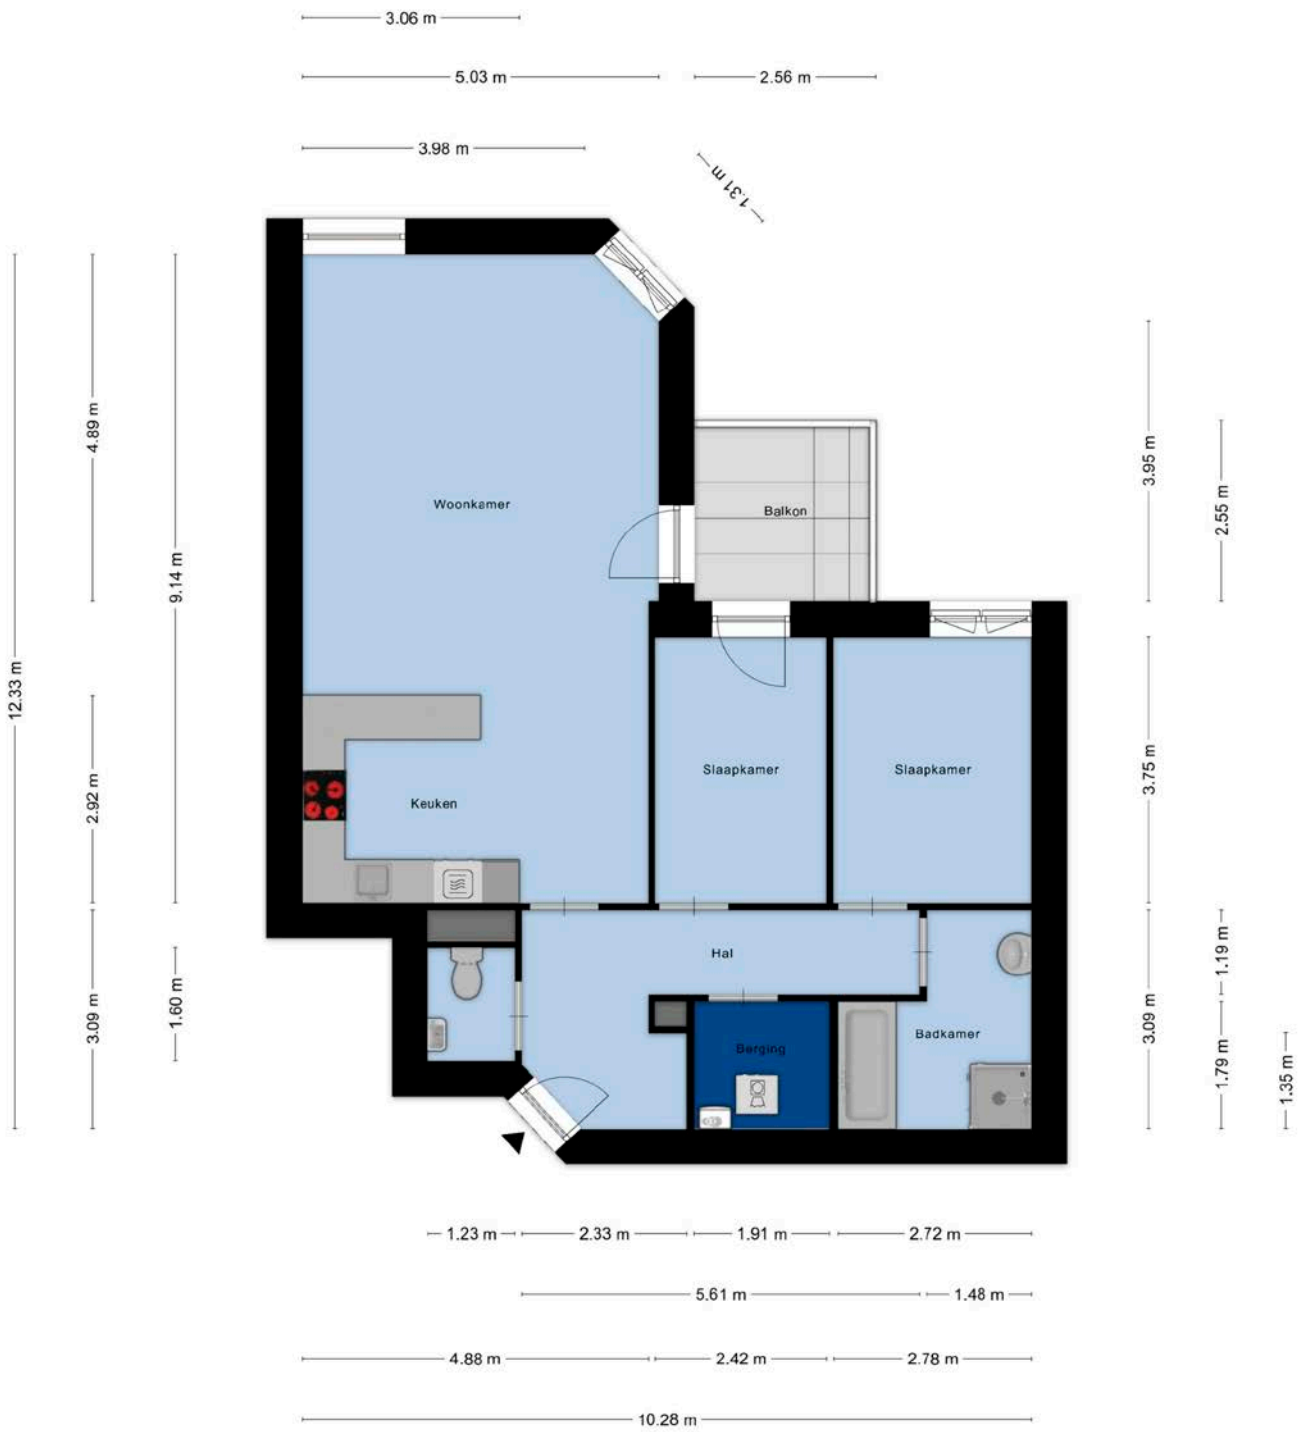 3.06 m
5.03 m
2.56 m
3.98 m
1.31 m
4.89 m
3.95 m
2.55 m
Woonkamer
Balkon
9.14 m
12.33 m
2.92 m
3.75 m
Slaapkamer
Slaapkamer
Keuken
Hal
1.19 m
1.60 m
3.09 m
3.09 m
Badkamer
Berging
1.79 m
1.35 m
1.23 m
2.33 m
1.91 m
2.72 m
5.61 m
1.48 m
4.88 m
2.42 m
2.78 m
10.28 m